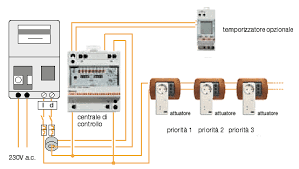 temporizzatore opzionale
centrale di
controllo
attuatore
attuatore
attuatore
priorità 1
priorità 2
priorità 3
230V a.c.